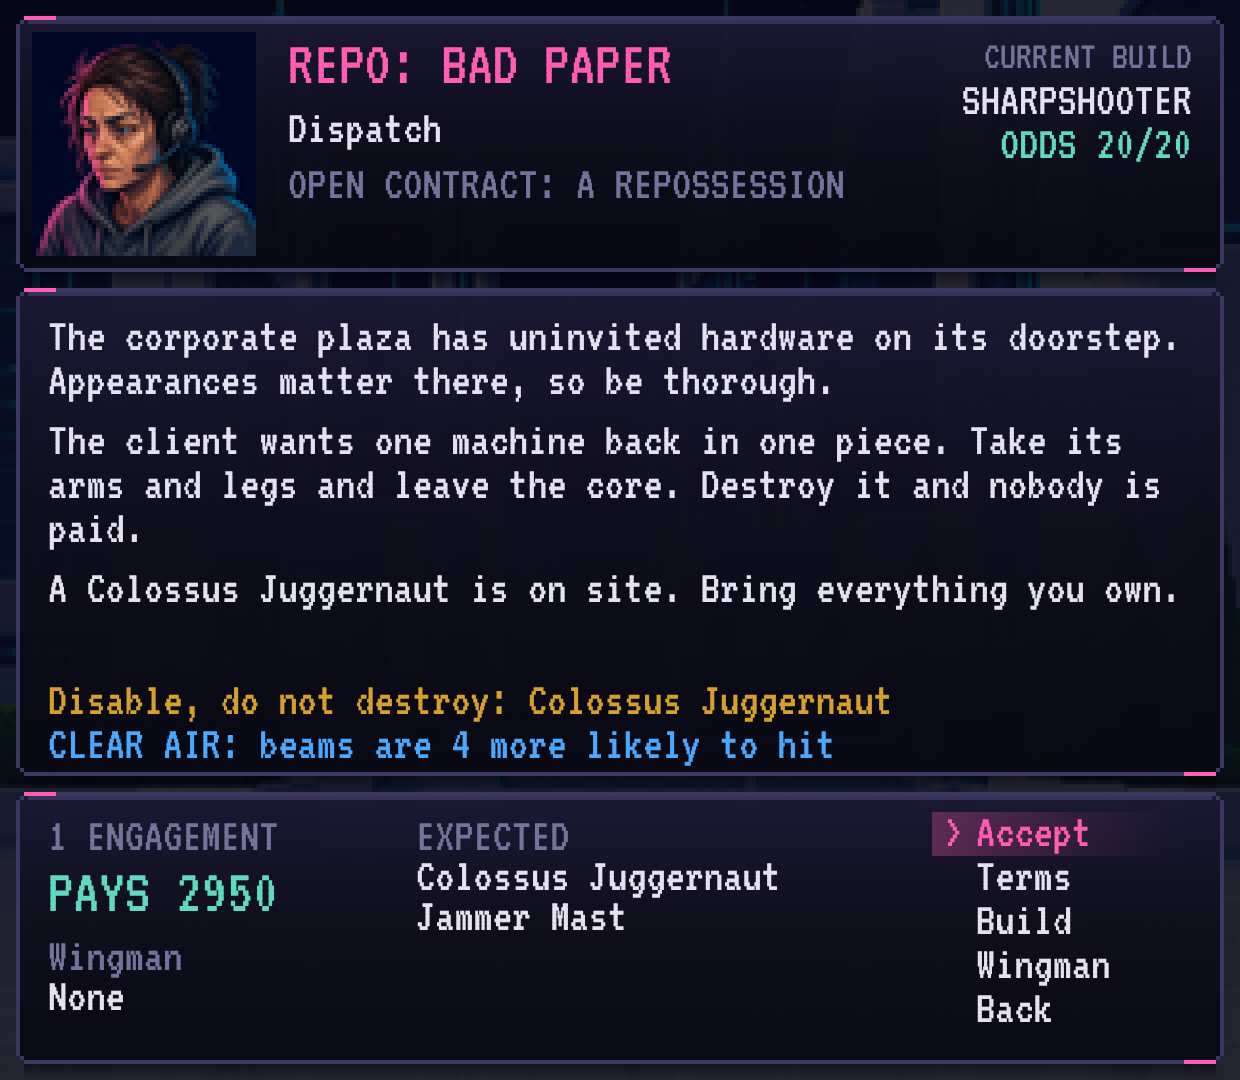 REPO: BAD PAPER
Dispatch
OPEN CONTRACT: A REPOSSESSION
CURRENT BUILD
SHARPSHOOTER
ODDS 20/20
The corporate plaza has uninvited hardware on its doorstep.
Appearances matter there, so be thorough.
The client wants one machine back in one piece. Take its
arms and legs and leave the core. Destroy it and nobody is
paid.
A Colossus Juggernaut is on site. Bring everything you own.
Disable, do not destroy: Colossus Juggernaut
CLEAR AIR: beams are 4 more likely to hit
1 ENGAGEMENT
PAYS 2950
Wingman
None
EXPECTED
Colossus Juggernaut
Jammer Mast
> Accept
Terms
Build
Wingman
Back